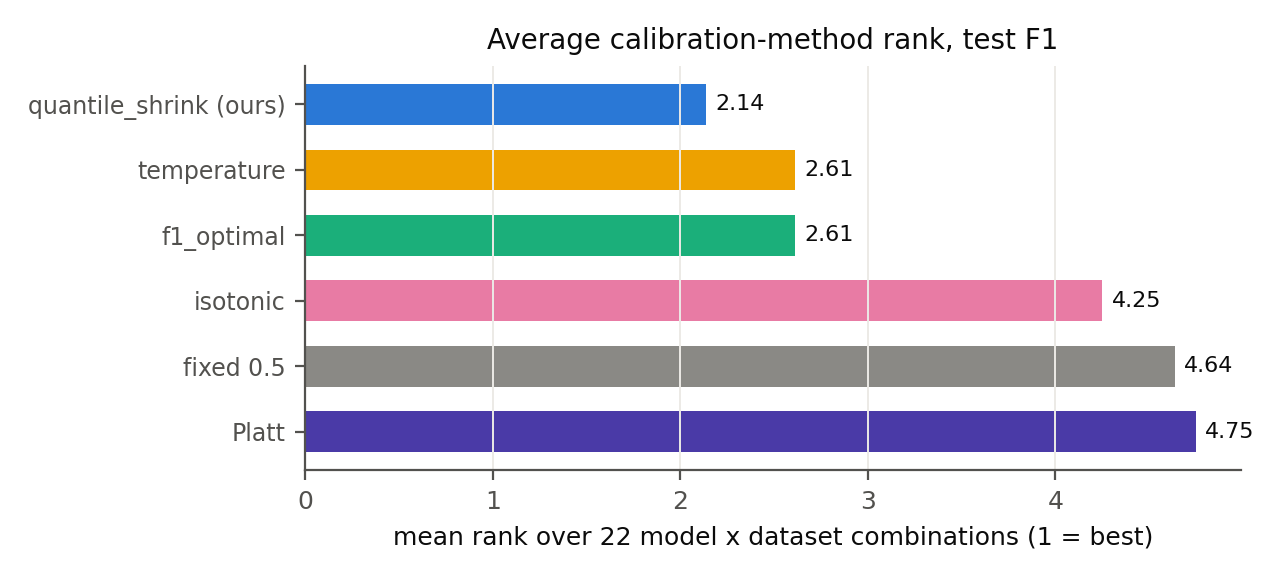 Average calibration-method rank, test F1
quantile_shrink (ours)
2.14
temperature
2.61
f1_optimal
2.61
isotonic
4.25
fixed 0.5
4.64
Platt
4.75
0 1 2 3 4
mean rank over 22 model x dataset combinations (1 = best)